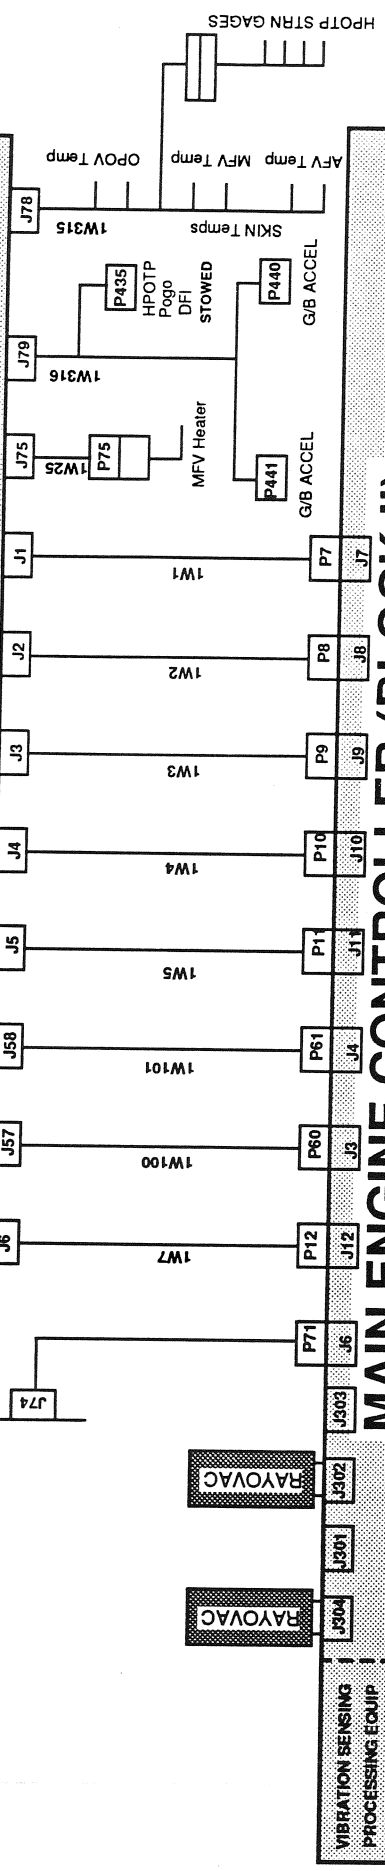 HPOTP STRN GAGES
OPOV Temp
MFV Temp
AFV Temp
SKIN Temps
J78
1W315
P435
HPOTP
Pogo
DFI
STOWED
P440
G/B ACCEL
J79
1W316
J75
1W25
P75
MFV Heater
P441
G/B ACCEL
J1
1W1
P7
J7
J2
1W2
P8
J8
J3
1W3
P9
J9
J4
1W4
P10
J10
J5
1W5
P11
J11
J58
1W101
P61
J4
J57
1W100
P60
J3
J6
1W7
P12
J12
J74
P71
J6
J303
RAYOVAC
J302
J301
RAYOVAC
J304
VIBRATION SENSING
PROCESSING EQUIP
MAIN ENGINE CONTROLLER (BLOCK II)